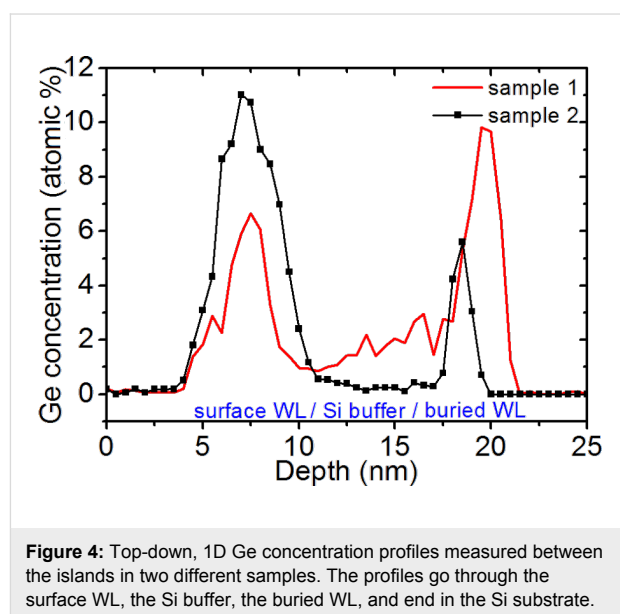 12
10
8
6
4
2
0
Ge concentration (atomic %)
sample 1
sample 2
surface WL / Si buffer / buried WL
0 5 10 15 20 25
Depth (nm)
Figure 4: Top-down, 1D Ge concentration profiles measured between
the islands in two different samples. The profiles go through the
surface WL, the Si buffer, the buried WL, and end in the Si substrate.